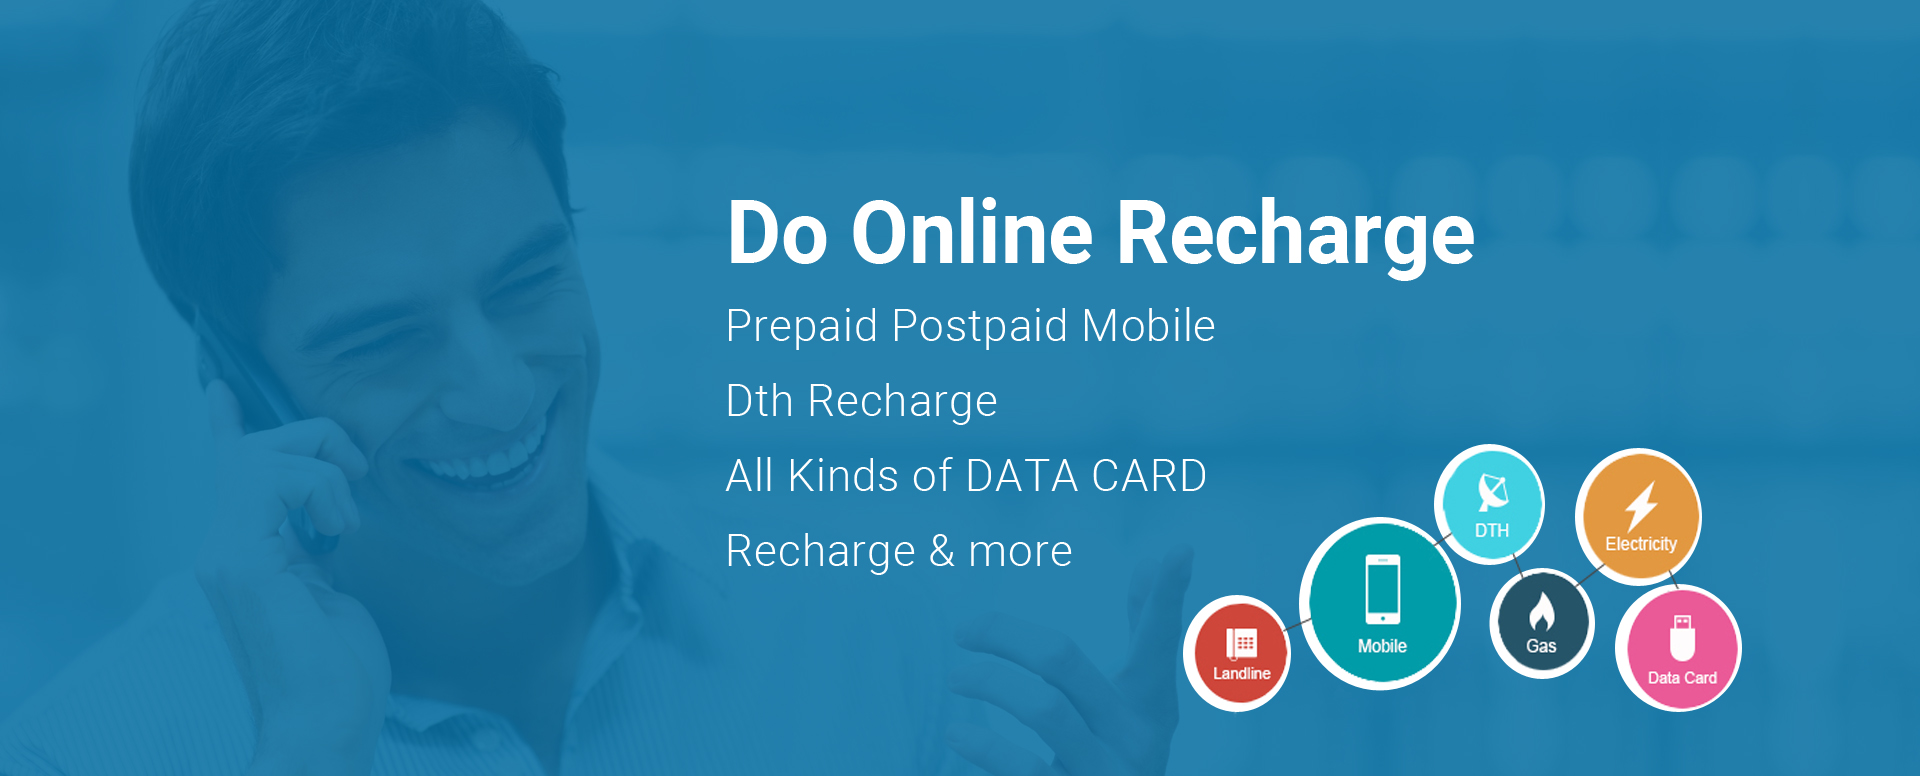 Do Online Recharge
Prepaid Postpaid Mobile
Dth Recharge
All Kinds of DATA CARD
Recharge & more
DTH
Electricity
Mobile
Gas
Landline
Data Card